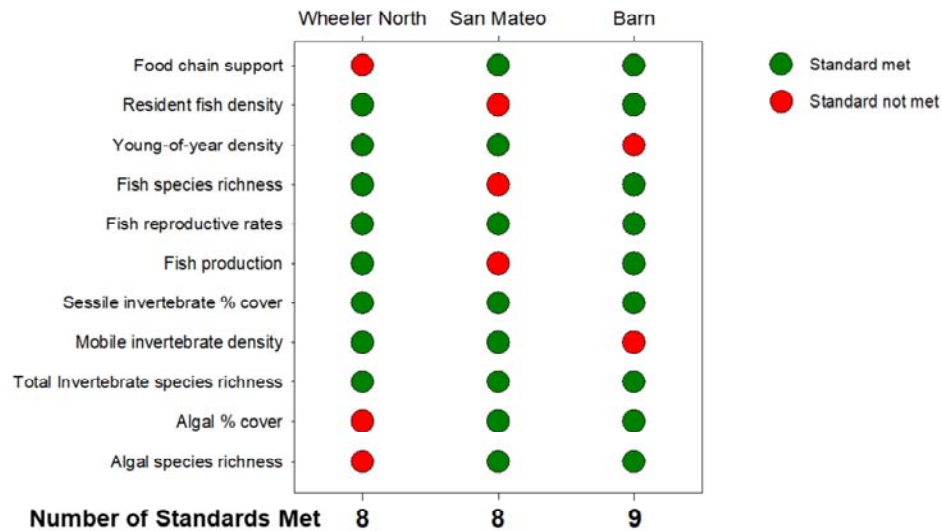 Wheeler North San Mateo Barn
Food chain support
Standard met
Resident fish density
Standard not met
Young-of-year density
Fish species richness
Fish reproductive rates
Fish production
Sessile invertebrate % cover
Mobile invertebrate density
Total Invertebrate species richness
Algal % cover
Algal species richness
Number of Standards Met 8 8 9